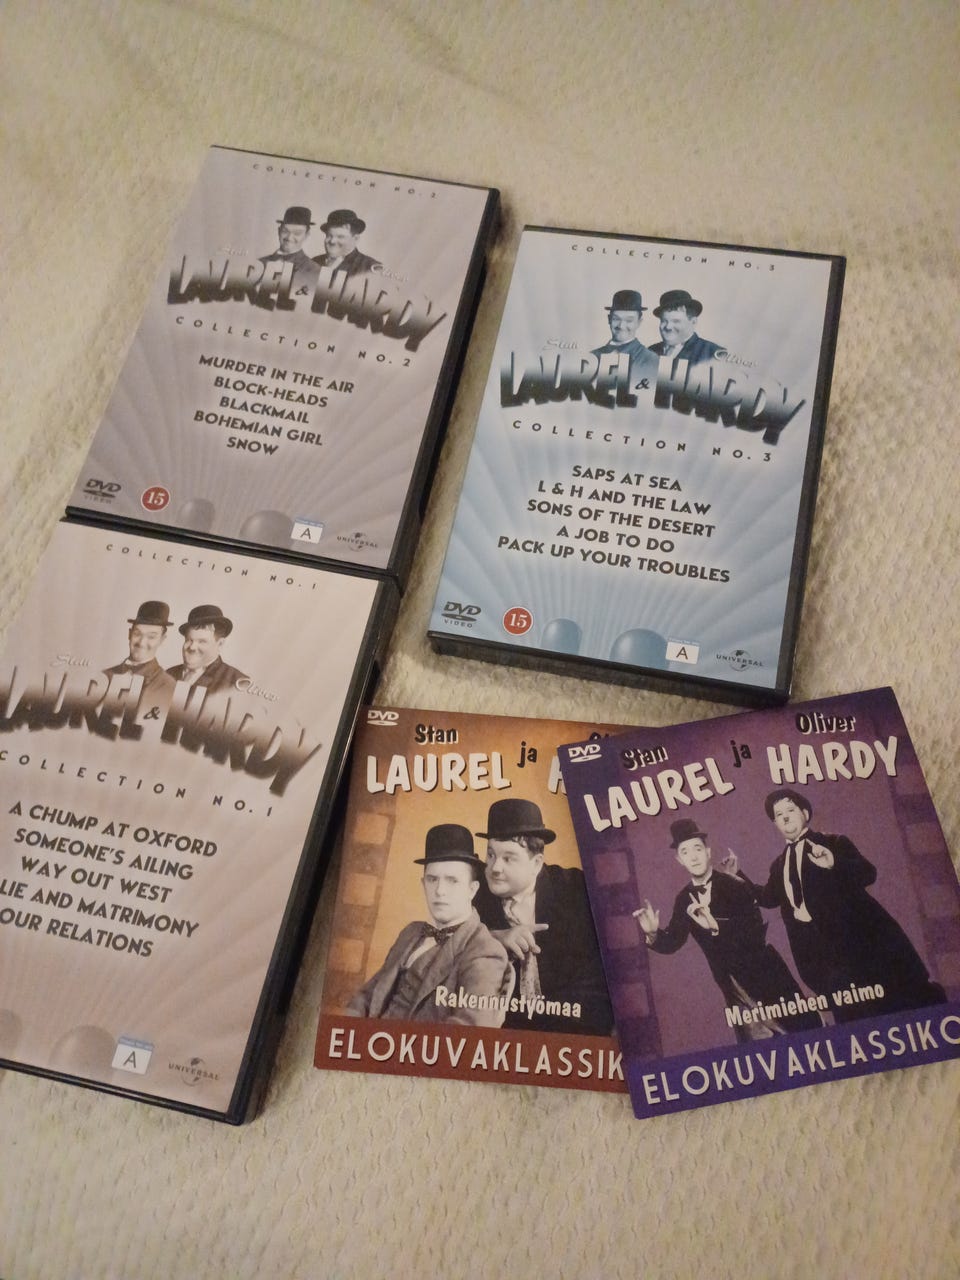 COLLECTION NO. 2
Stan Oliver
LAUREL & HARDY
COLLECTION NO. 2
MURDER IN THE AIR
BLOCK-HEADS
BLACKMAIL
BOHEMIAN GIRL
SNOW
DVD
VIDEO
15
A
UNIVERSAL
COLLECTION NO. 3
Stan Oliver
LAUREL & HARDY
COLLECTION NO. 3
SAPS AT SEA
L & H AND THE LAW
SONS OF THE DESERT
A JOB TO DO
PACK UP YOUR TROUBLES
DVD
VIDEO
15
A
UNIVERSAL
COLLECTION NO. 1
Stan Oliver
LAUREL & HARDY
COLLECTION NO. 1
A CHUMP AT OXFORD
SOMEONE'S AILING
WAY OUT WEST
LIE AND MATRIMONY
OUR RELATIONS
A
UNIVERSAL
DVD
Stan
LAUREL ja H
Rakennustyömaa
ELOKUVAKLASSIK
DVD
Stan Oliver
LAUREL ja HARDY
Merimiehen vaimo
ELOKUVAKLASSIKO